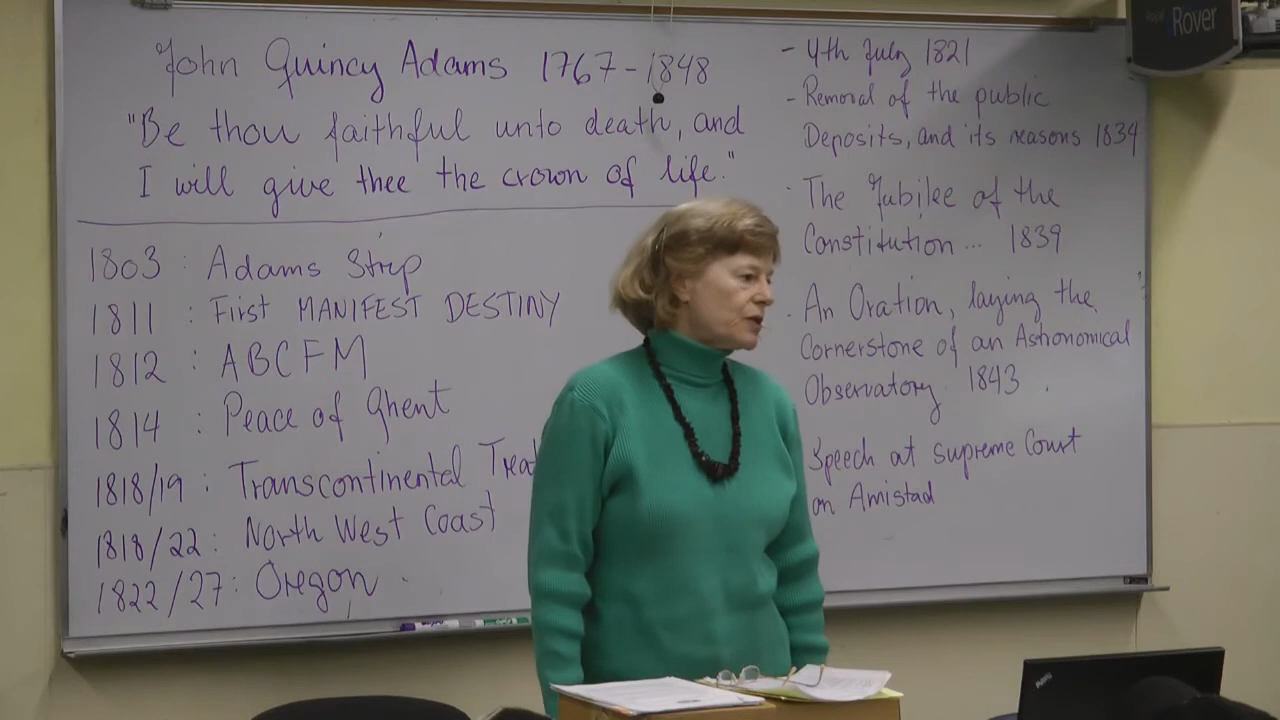 John Quincy Adams 1767-1848
"Be thou faithful unto death, and
I will give thee the crown of life."
1803 : Adams Strip
1811 : First MANIFEST DESTINY
1812 : ABCFM
1814 : Peace of Ghent
1818/19 : Transcontinental Treat
1818/22 : North West Coast
1822/27 : Oregon
- 4th July 1821
- Removal of the public
Deposits, and its reasons 1834
. The Jubilee of the
Constitution... 1839
. An Oration, laying the
Cornerstone of an Astronomical
Observatory 1843 .
Speech at supreme Court
on Amistad
Rover